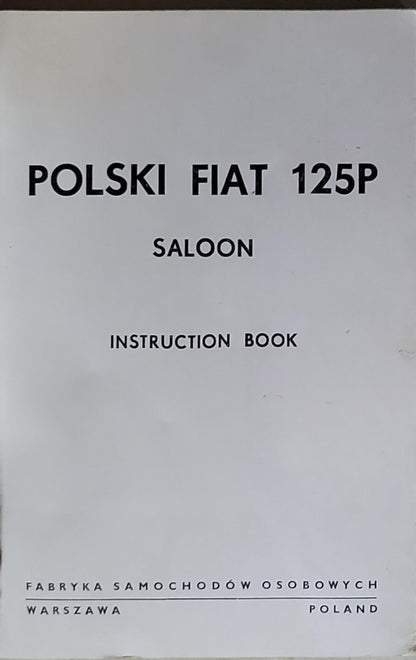 POLSKI FIAT 125P
SALOON
INSTRUCTION BOOK
FABRYKA SAMOCHODÓW OSOBOWYCH
WARSZAWA POLAND